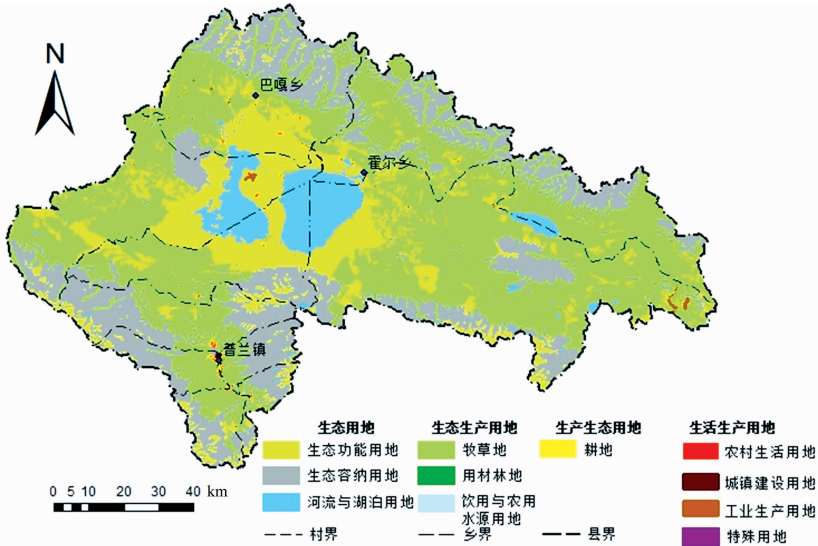 N
巴嘎乡
霍尔乡
普兰镇
生态用地 生态生产用地 生产生态用地 生活生产用地
生态功能用地 牧草地 耕地 农村生活用地
生态容纳用地 用材林地 城镇建设用地
河流与湖泊用地 饮用与农用 工业生产用地
水源用地
村界 乡界 县界 特殊用地
0 5 10 20 30 40 km